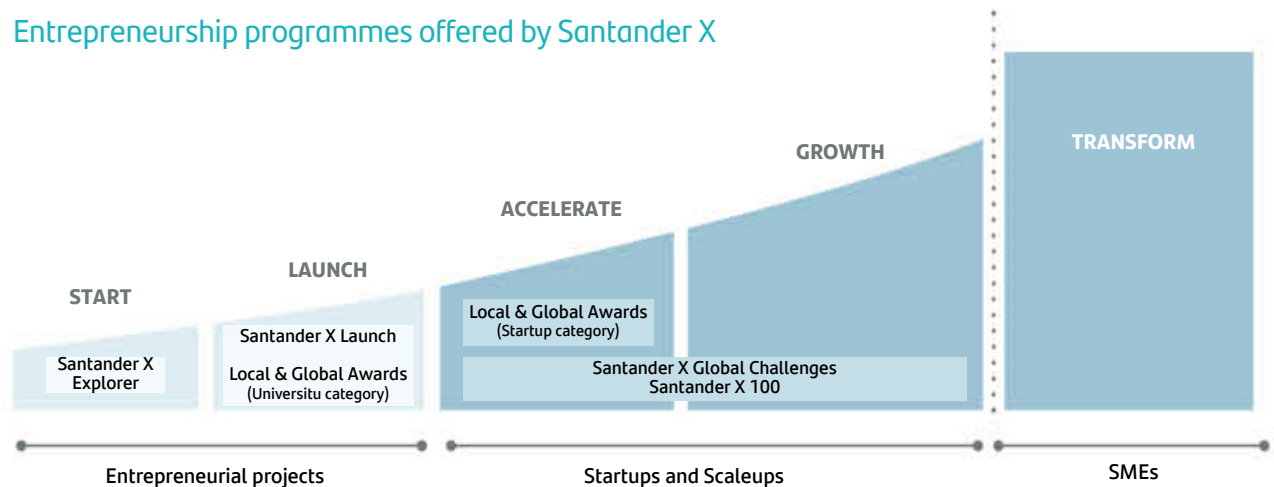 Entrepreneurship programmes offered by Santander X
START
LAUNCH
ACCELERATE
GROWTH
TRANSFORM
Santander X
Explorer
Santander X Launch
Local & Global Awards
(Universitu category)
Local & Global Awards
(Startup category)
Santander X Global Challenges
Santander X 100
Entrepreneurial projects
Startups and Scaleups
SMEs